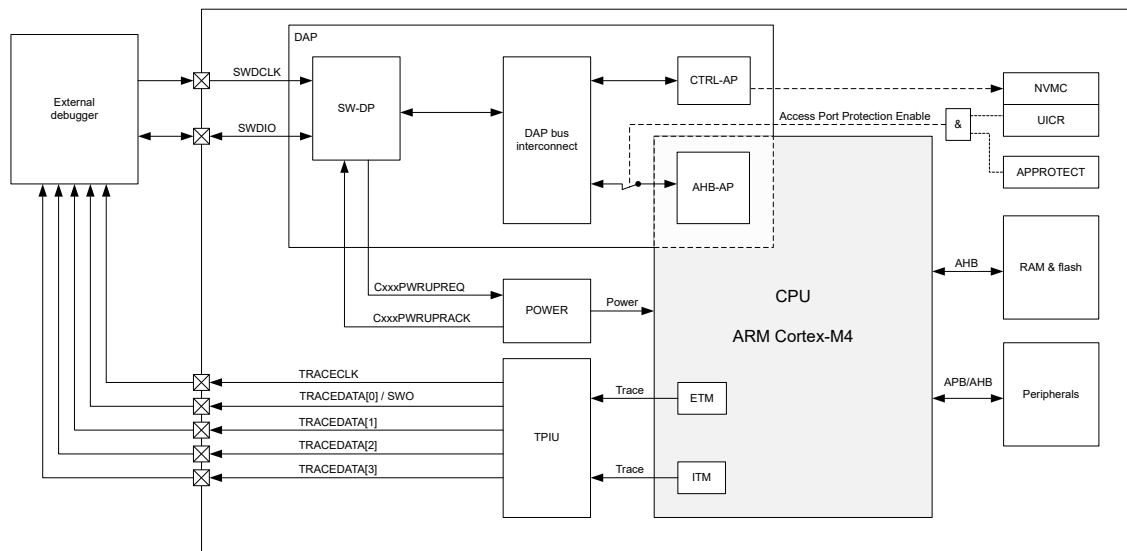 DAP
External
debugger
SWDCLK
SWDIO
SW-DP
DAP bus
interconnect
CTRL-AP
NVMC
UICR
Access Port Protection Enable
&
APPROTECT
AHB-AP
AHB
RAM & flash
CxxxPWRUPREQ
CxxxPWRUPRACK
POWER
Power
CPU
ARM Cortex-M4
TRACECLK
TRACEDATA[0] / SWO
TRACEDATA[1]
TRACEDATA[2]
TRACEDATA[3]
TPIU
Trace
ETM
Trace
ITM
APB/AHB
Peripherals